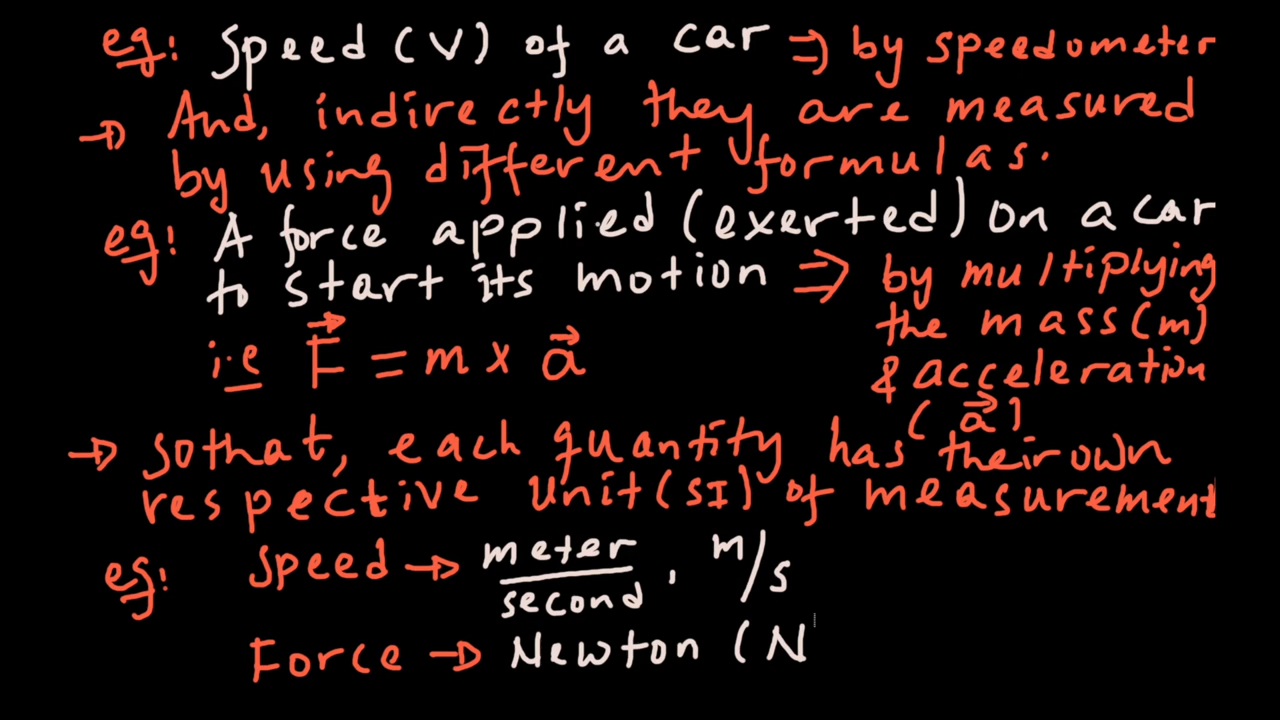 eg: Speed (V) of a car ⇒ by speedometer
→ And, indirectly they are measured
by using different formulas.
eg: A force applied (exerted) on a car
to start its motion ⇒ by multiplying
the mass (m)
& acceleration
(a⃗)
i.e F⃗ = m × a⃗
→ sothat, each quantity has their own
respective unit (SI) of measurement
eg: Speed → meter/second, m/s
Force → Newton (N